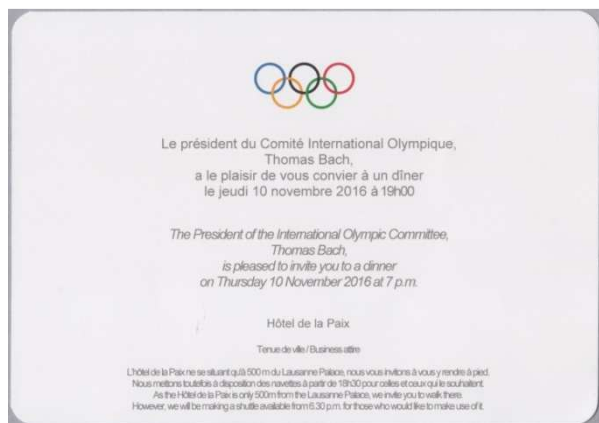 Le président du Comité International Olympique,
Thomas Bach,
a le plaisir de vous convier à un dîner
le jeudi 10 novembre 2016 à 19h00
The President of the International Olympic Committee,
Thomas Bach,
is pleased to invite you to a dinner
on Thursday 10 November 2016 at 7 p.m.
Hôtel de la Paix
Tenue de ville / Business attire
L'hôtel de la Paix ne se situant qu'à 500 m du Lausanne Palace, nous vous invitons à vous y rendre à pied.
Nous mettons toutefois à disposition des navettes à partir de 18h30 pour celles et ceux qui le souhaitent.
As the Hôtel de la Paix is only 500m from the Lausanne Palace, we invite you to walk there.
However, we will be making a shuttle available from 6.30 p.m. for those who would like to make use of it.